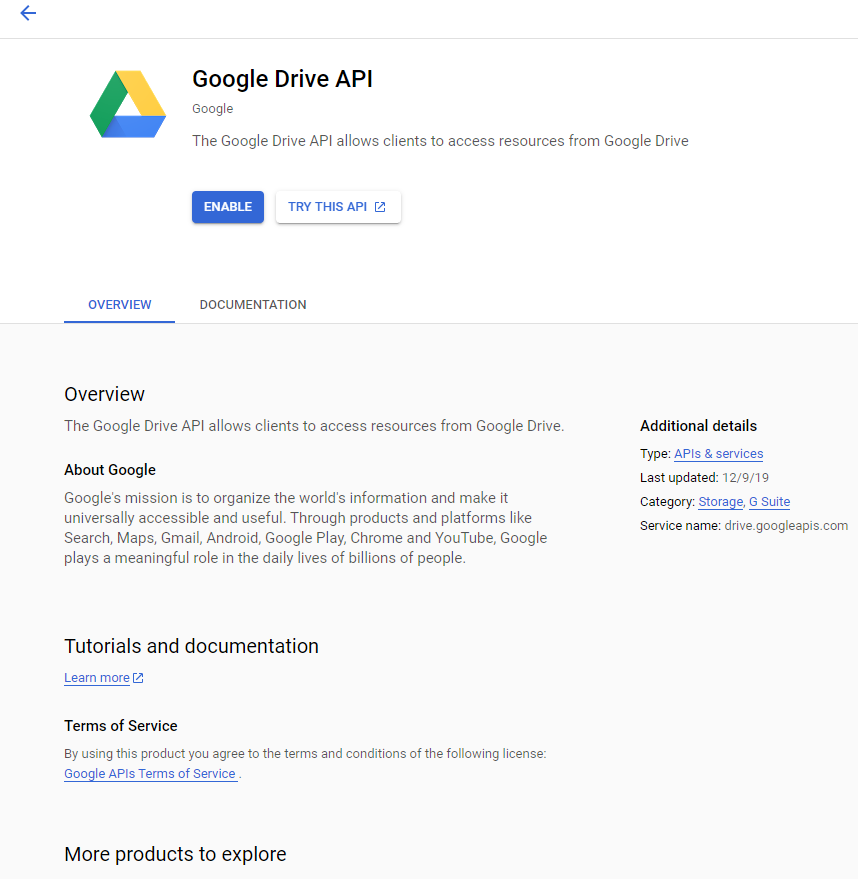 Google Drive API
Google
The Google Drive API allows clients to access resources from Google Drive
ENABLE
TRY THIS API
OVERVIEW
DOCUMENTATION
Overview
The Google Drive API allows clients to access resources from Google Drive.
About Google
Google's mission is to organize the world's information and make it
universally accessible and useful. Through products and platforms like
Search, Maps, Gmail, Android, Google Play, Chrome and YouTube, Google
plays a meaningful role in the daily lives of billions of people.
Additional details
Type: APIs & services
Last updated: 12/9/19
Category: Storage, G Suite
Service name: drive.googleapis.com
Tutorials and documentation
Learn more
Terms of Service
By using this product you agree to the terms and conditions of the following license:
Google APIs Terms of Service .
More products to explore